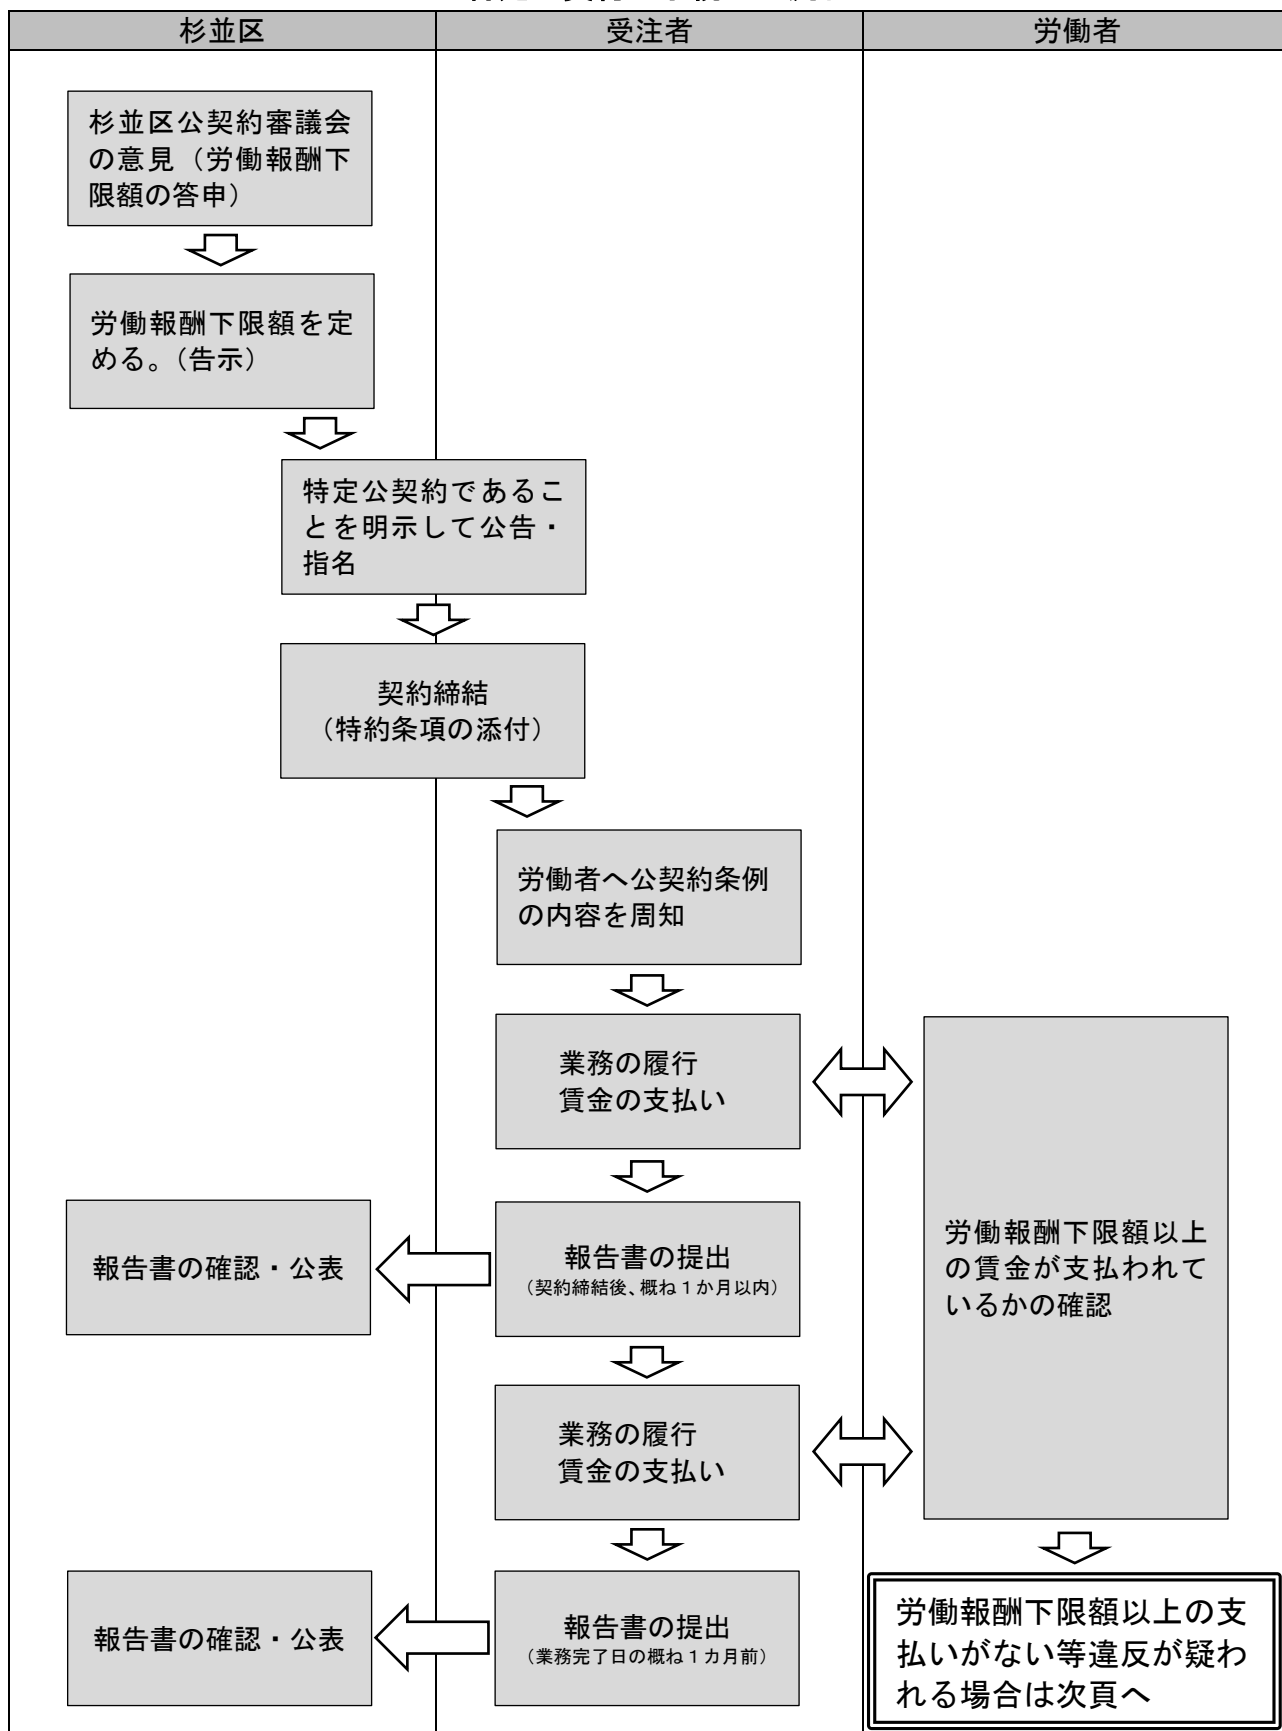 杉並区
受注者
労働者
杉並区公契約審議会
の意見（労働報酬下
限額の答申）
労働報酬下限額を定
める。（告示）
特定公契約であるこ
とを明示して公告・
指名
契約締結
（特約条項の添付）
労働者へ公契約条例
の内容を周知
業務の履行
賃金の支払い
報告書の確認・公表
報告書の提出
（契約締結後、概ね１か月以内）
労働報酬下限額以上
の賃金が支払われて
いるかの確認
業務の履行
賃金の支払い
報告書の確認・公表
報告書の提出
（業務完了日の概ね１カ月前）
労働報酬下限額以上の支
払いがない等違反が疑わ
れる場合は次頁へ